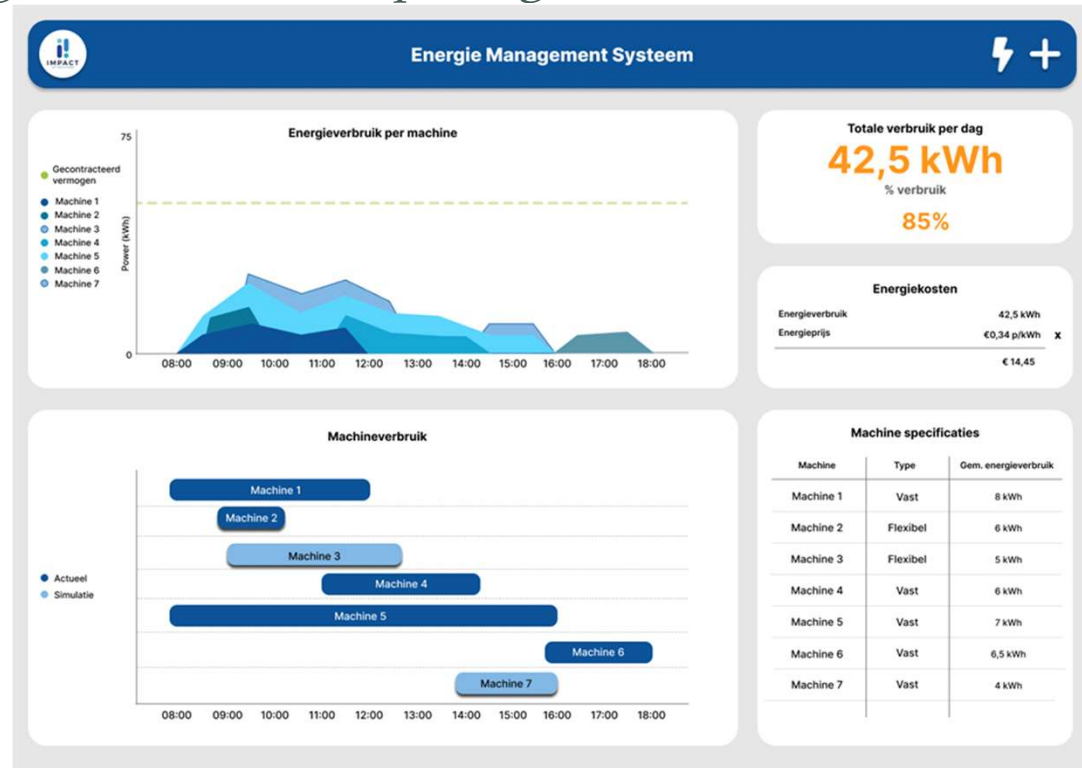 IMPACT
Energie Management Systeem
Energieverbruik per machine
75
Gecontracteerd
vermogen
Machine 1
Machine 2
Machine 3
Machine 4
Machine 5
Machine 6
Machine 7
Power (kWh)
0
08:00 09:00 10:00 11:00 12:00 13:00 14:00 15:00 16:00 17:00 18:00
Totale verbruik per dag
42,5 kWh
% verbruik
85%
Energiekosten
Energieverbruik 42,5 kWh
Energieprijs €0,34 p/kWh x
€ 14,45
Machineverbruik
Machine 1
Machine 2
Machine 3
Machine 4
Machine 5
Machine 6
Machine 7
Actueel
Simulatie
08:00 09:00 10:00 11:00 12:00 13:00 14:00 15:00 16:00 17:00 18:00
Machine specificaties
Machine Type Gem. energieverbruik
Machine 1 Vast 8 kWh
Machine 2 Flexibel 6 kWh
Machine 3 Flexibel 5 kWh
Machine 4 Vast 6 kWh
Machine 5 Vast 7 kWh
Machine 6 Vast 6,5 kWh
Machine 7 Vast 4 kWh